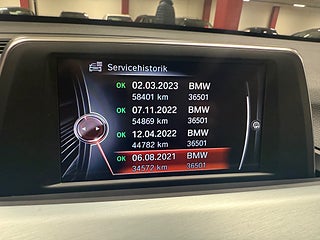 Servicehistorik
OK 02.03.2023 BMW
58401 km 36501
OK 07.11.2022 BMW
54869 km 36501
OK 12.04.2022 BMW
44782 km 36501
OK 06.08.2021 BMW
34572 km 36501